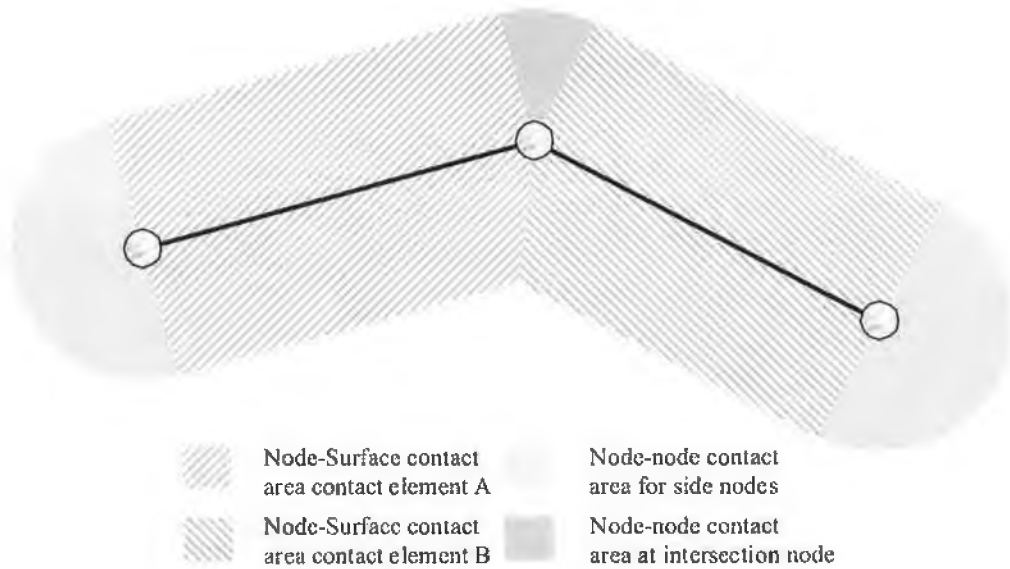 Node-Surface contact
area contact element A
Node-node contact
area for side nodes
Node-Surface contact
area contact element B
Node-node contact
area at intersection node